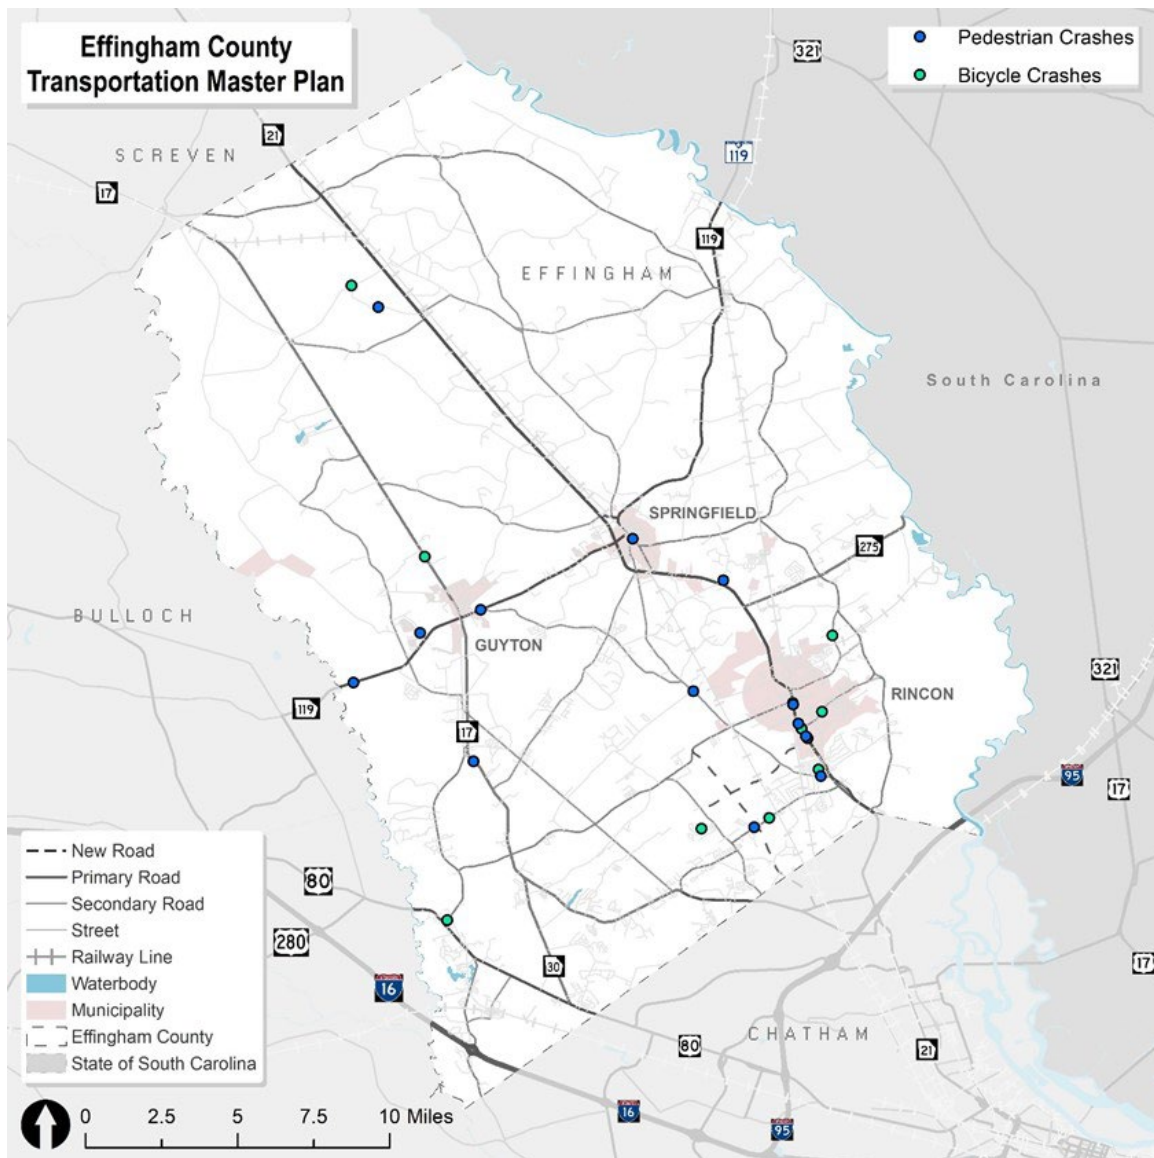 Effingham County
Transportation Master Plan
Pedestrian Crashes
Bicycle Crashes
321
21
SCREVEN
119
17
119
EFFINGHAM
South Carolina
SPRINGFIELD
275
BULLOCH
GUYTON
321
RINCON
119
17
95
17
New Road
Primary Road
Secondary Road
Street
Railway Line
Waterbody
Municipality
Effingham County
State of South Carolina
80
280
16
30
17
CHATHAM
80
21
16
95
0 2.5 5 7.5 10 Miles